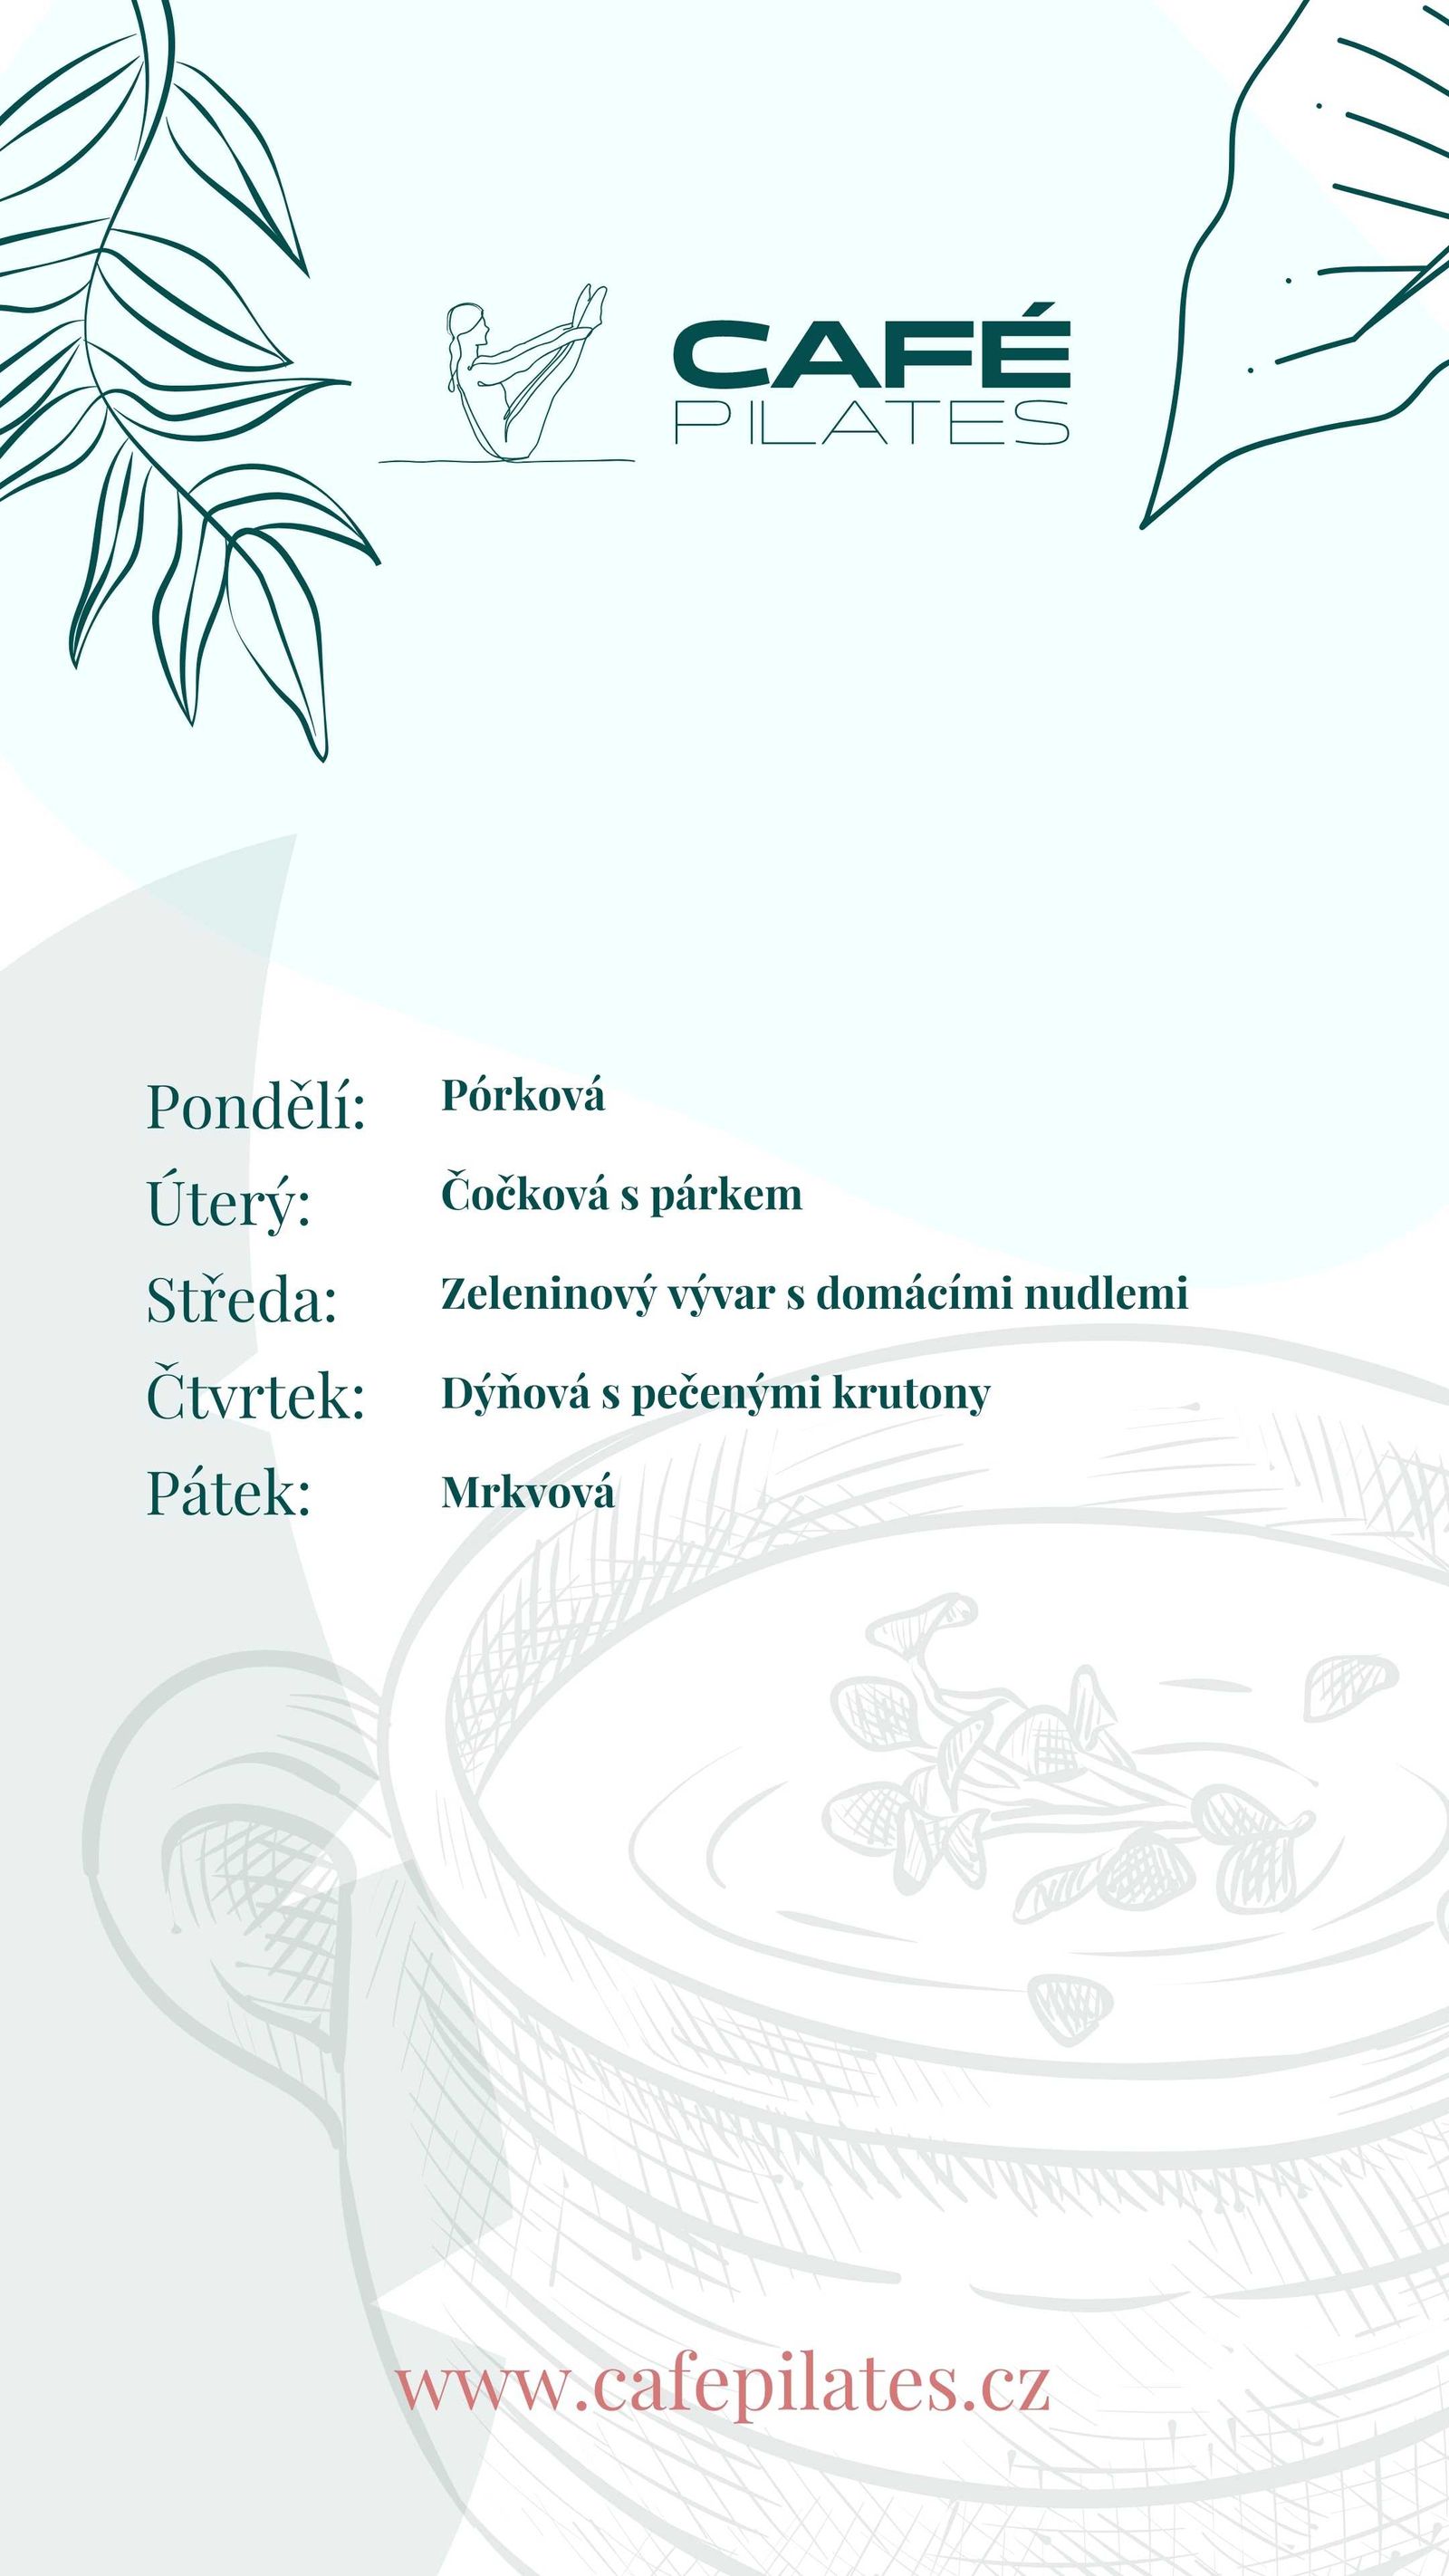 CAFÉ
PILATES
Pondělí: Pórková
Úterý: Čočková s párkem
Středa: Zeleninový vývar s domácími nudlemi
Čtvrtek: Dýňová s pečenými krutony
Pátek: Mrkvová
www.cafepilates.cz